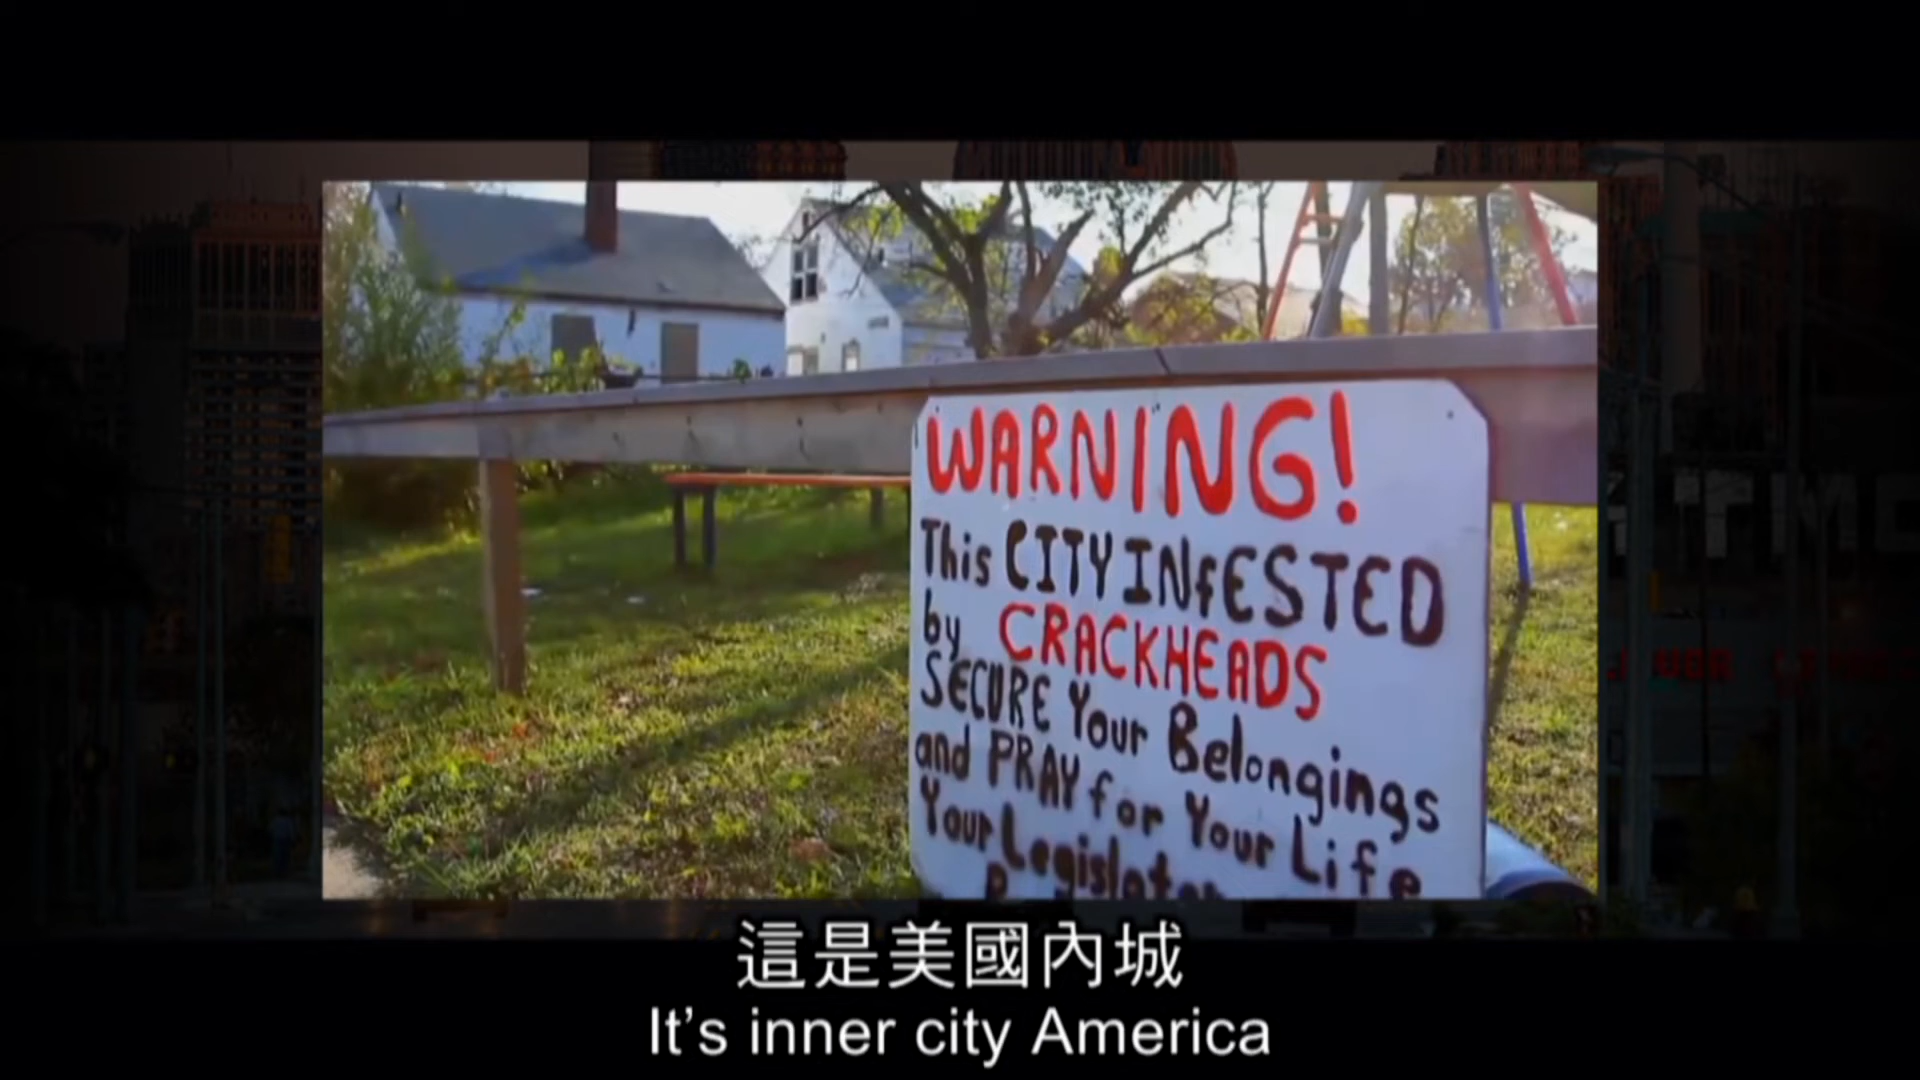 WARNING!
This CITY INfESTED
by CRACKHEADS
SECURE Your Belongings
and PRAY for Your Life
Your Legislator
這是美國內城
It's inner city America